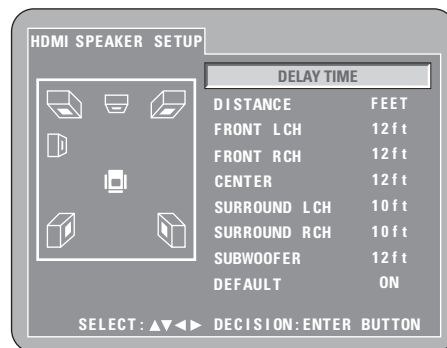 HDMI SPEAKER SETUP
DELAY TIME
DISTANCE FEET
FRONT LCH 12ft
FRONT RCH 12ft
CENTER 12ft
SURROUND LCH 10ft
SURROUND RCH 10ft
SUBWOOFER 12ft
DEFAULT ON
SELECT:▲▼◄► DECISION:ENTER BUTTON